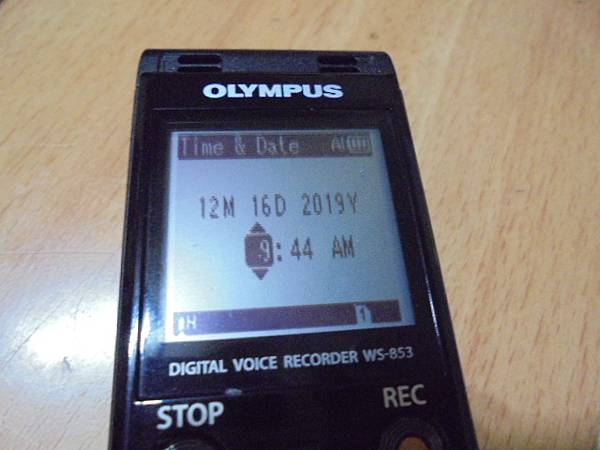 OLYMPUS
Time & Date
12M 16D 2019Y
9:44 AM
DIGITAL VOICE RECORDER WS-853
STOP
REC